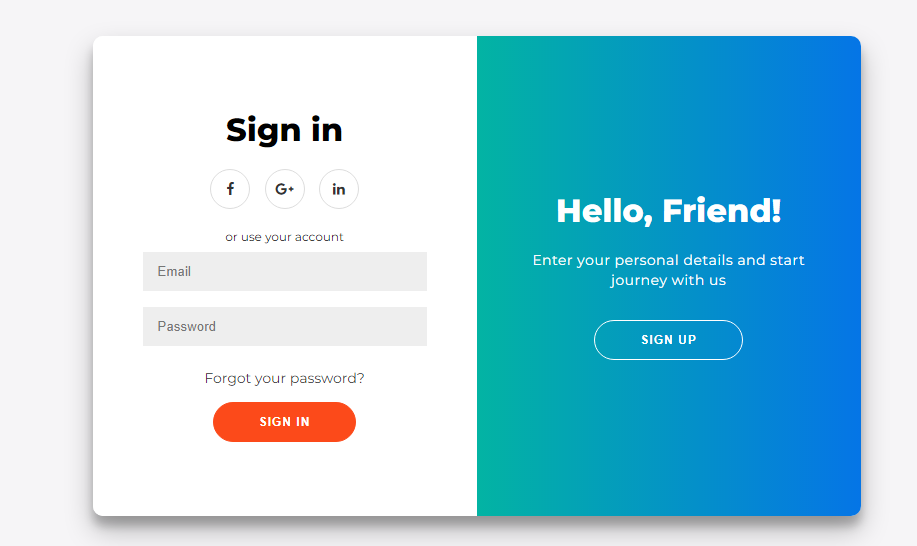 Sign in
f G+ in
or use your account
Email
Password
Forgot your password?
SIGN IN
Hello, Friend!
Enter your personal details and start
journey with us
SIGN UP